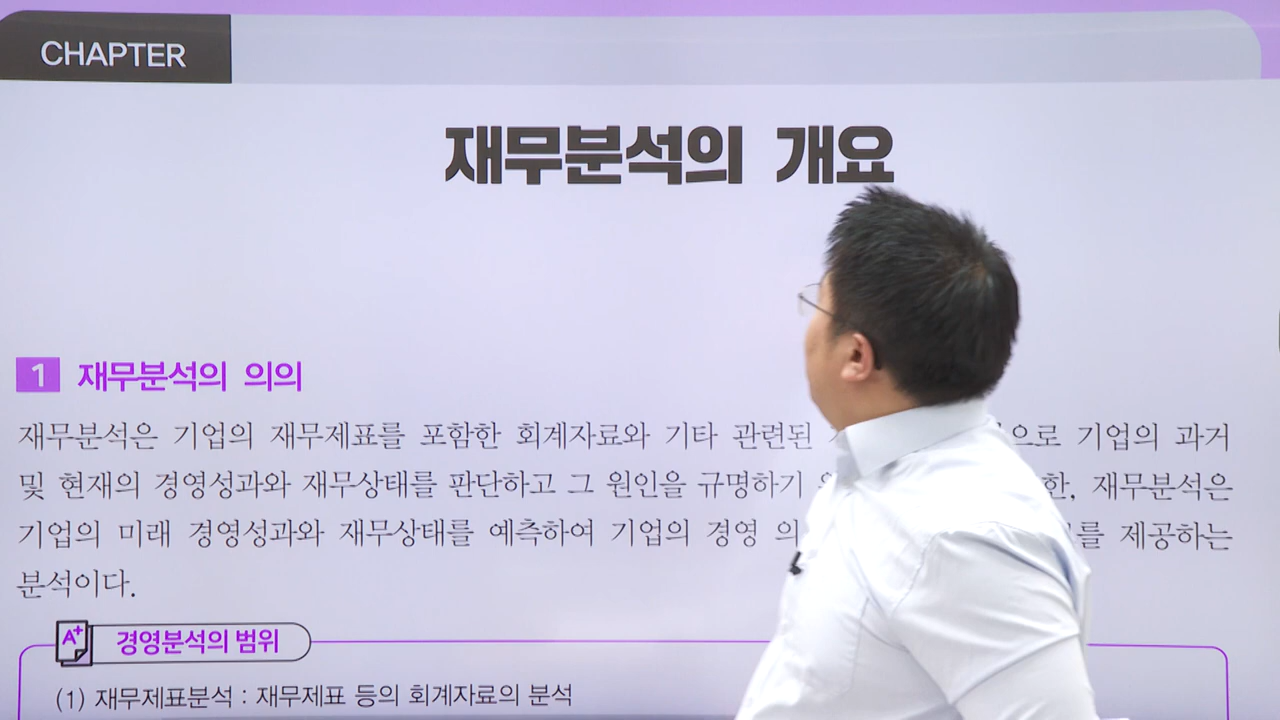 CHAPTER
재무분석의 개요
1 재무분석의 의의
재무분석은 기업의 재무제표를 포함한 회계자료와 기타 관련된 으로 기업의 과거
및 현재의 경영성과와 재무상태를 판단하고 그 원인을 규명하기 재무분석은
기업의 미래 경영성과와 재무상태를 예측하여 기업의 경영 제공하는
분석이다.
A+ 경영분석의 범위
(1) 재무제표분석 : 재무제표 등의 회계자료의 분석